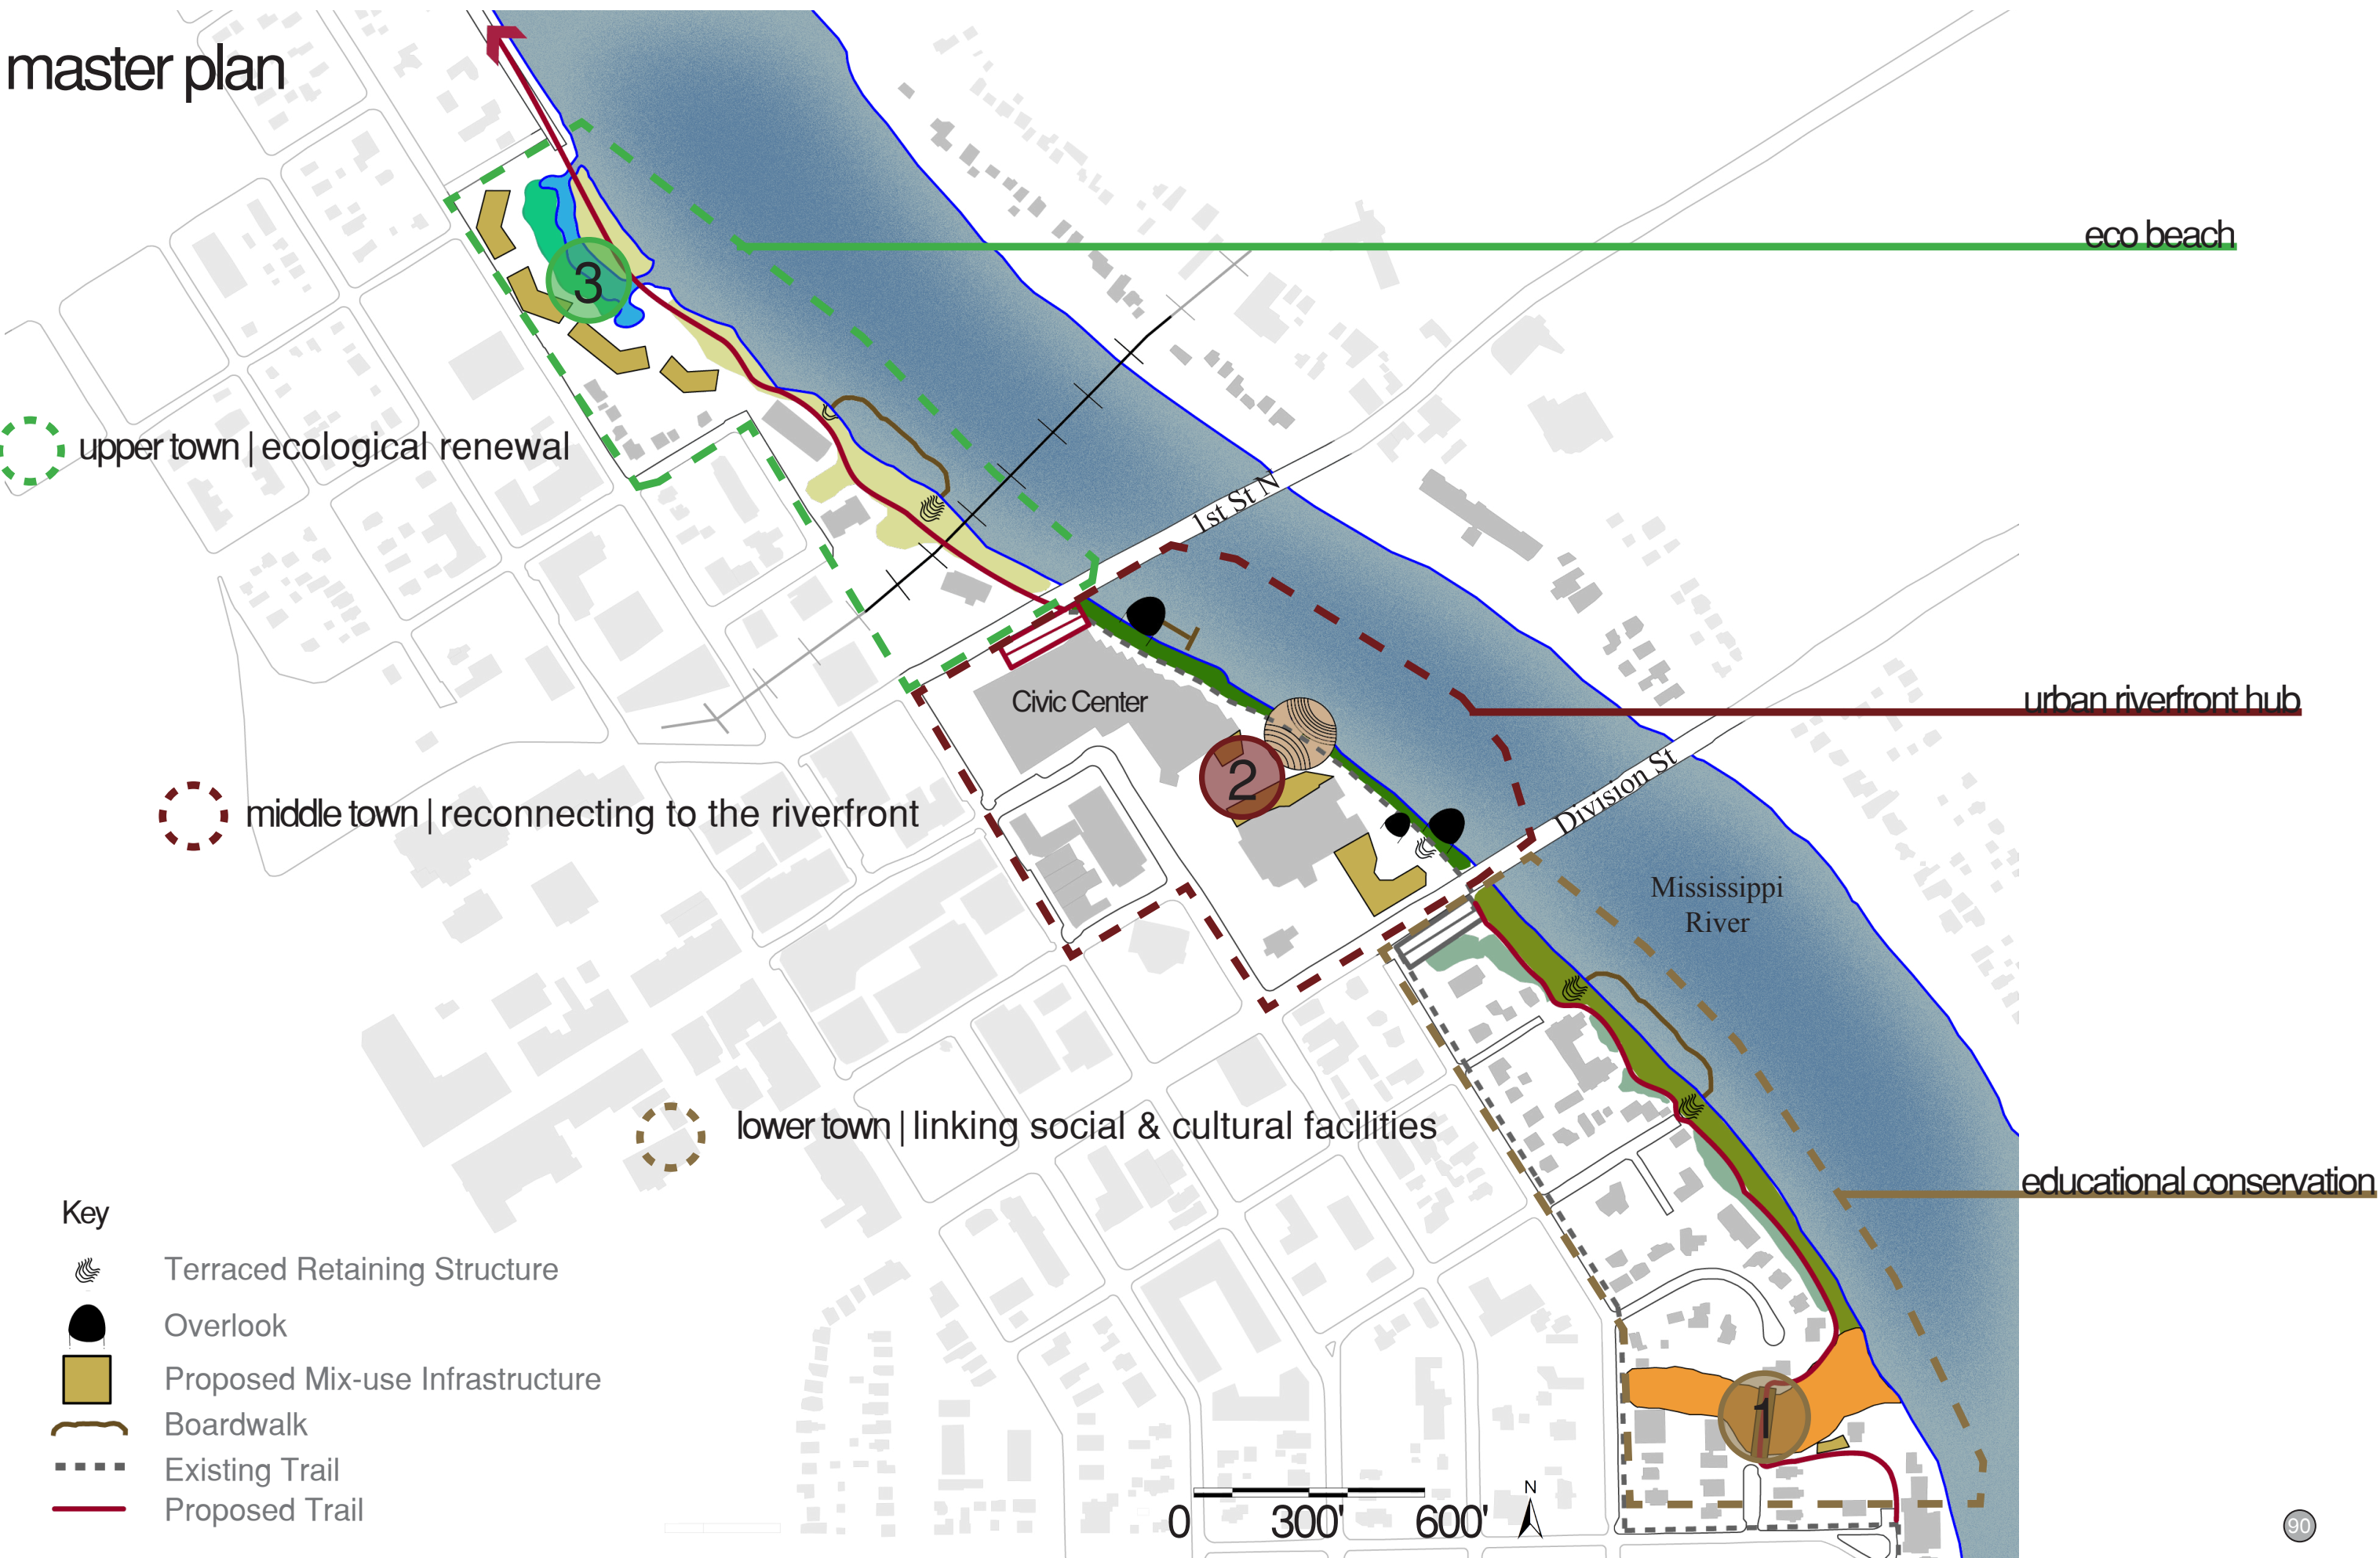 master plan
eco beach
upper town | ecological renewal
1st St N
Civic Center
urban riverfront hub
3
2
middle town | reconnecting to the riverfront
Division St
Mississippi
River
lower town | linking social & cultural facilities
educational conservation
1
Key
Terraced Retaining Structure
Overlook
Proposed Mix-use Infrastructure
Boardwalk
Existing Trail
Proposed Trail
0 300' 600'
N
90